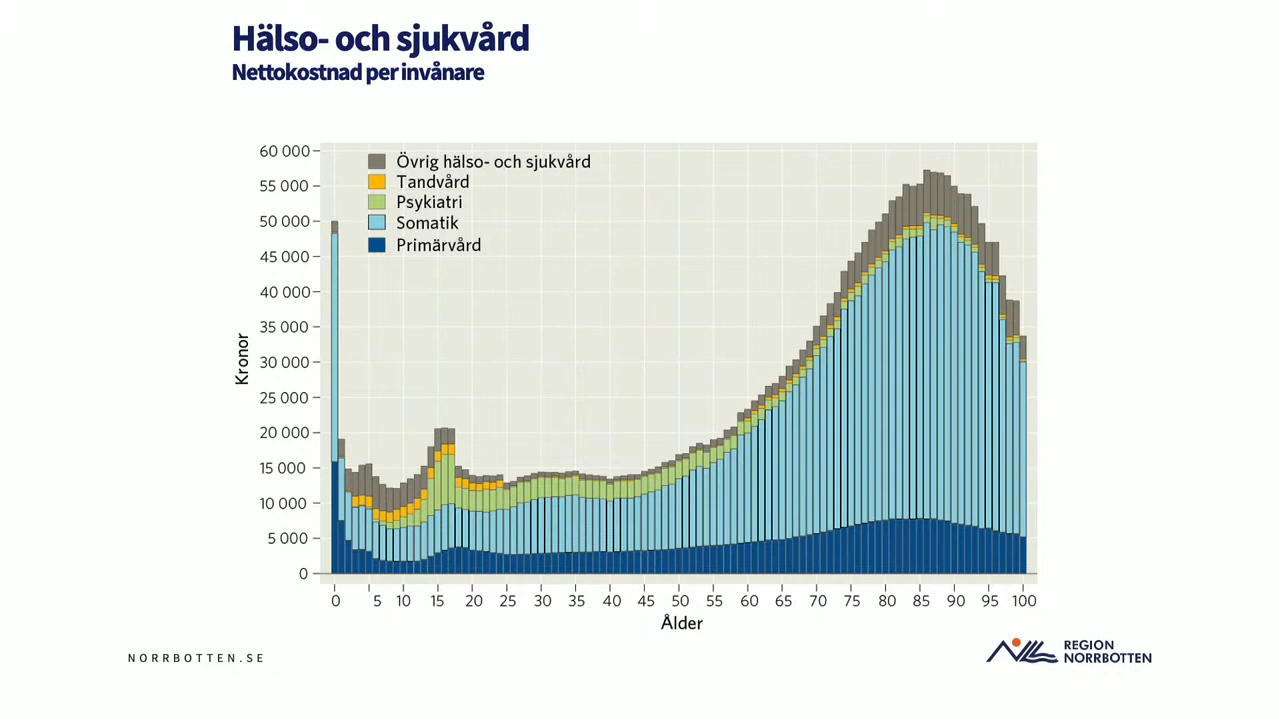 Hälso- och sjukvård
Nettokostnad per invånare
60 000
55 000
50 000
45 000
40 000
35 000
30 000
25 000
20 000
15 000
10 000
5 000
0
Kronor
Övrig hälso- och sjukvård
Tandvård
Psykiatri
Somatik
Primärvård
0 5 10 15 20 25 30 35 40 45 50 55 60 65 70 75 80 85 90 95 100
Ålder
NORRBOTTEN.SE
REGION
NORRBOTTEN